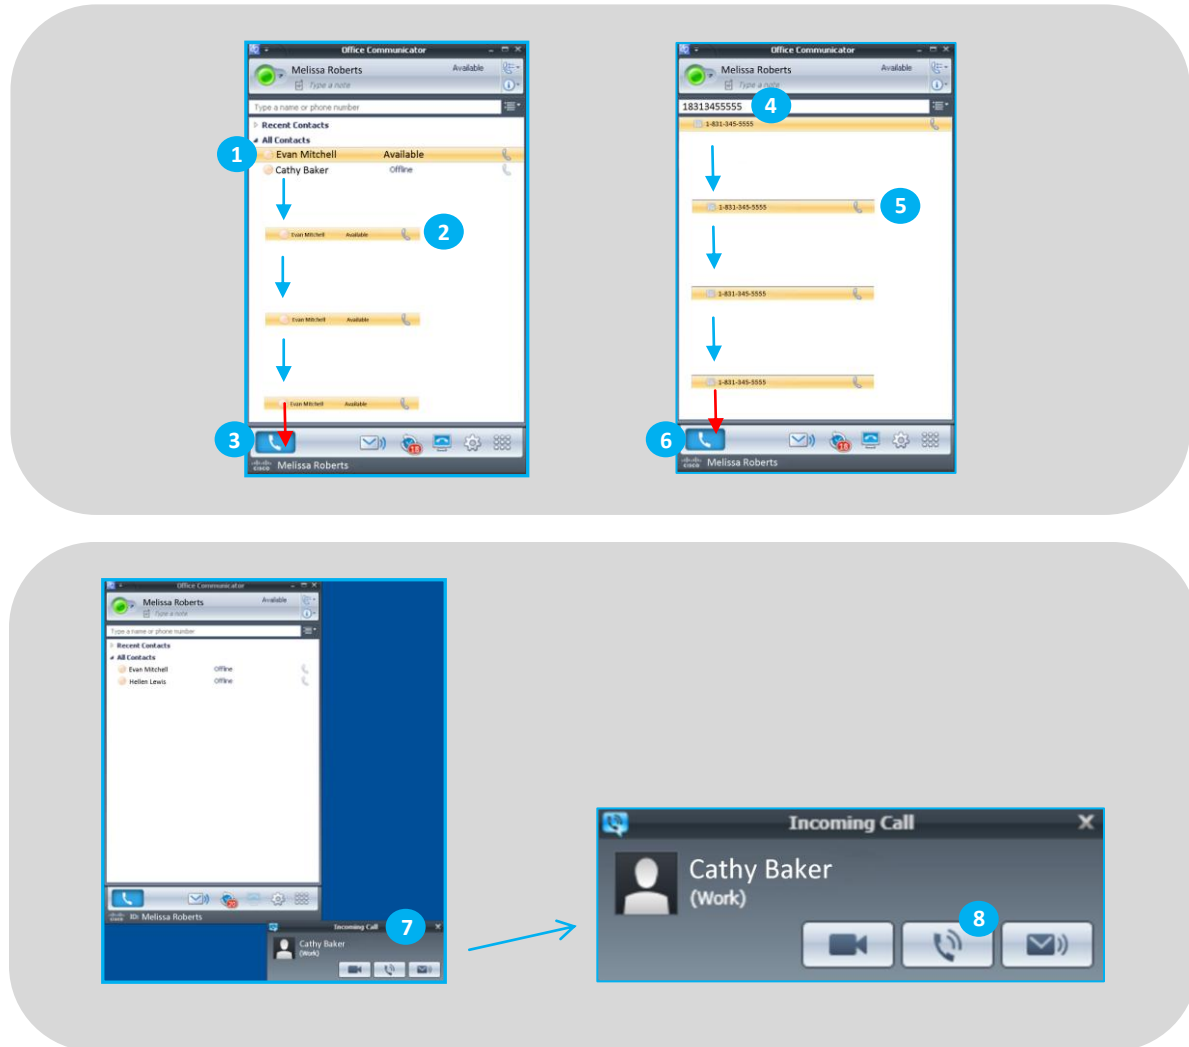 Office Communicator
Melissa Roberts Available
Type a note
Type a name or phone number
Recent Contacts
All Contacts
1 Evan Mitchell Available
Cathy Baker Offline
Evan Mitchell Available 2
Evan Mitchell Available
Evan Mitchell Available
3 18
CISCO Melissa Roberts
Office Communicator
Melissa Roberts Available
Type a note
18313455555 4
1-831-345-5555
1-831-345-5555 5
1-831-345-5555
1-831-345-5555
6 18
CISCO Melissa Roberts
Office Communicator
Melissa Roberts Available
Type a note
Type a name or phone number
Recent Contacts
All Contacts
Evan Mitchell Offline
Hellen Lewis Offline
CISCO Melissa Roberts
Incoming Call 7
Cathy Baker
(Work)
Incoming Call
Cathy Baker
(Work)
8